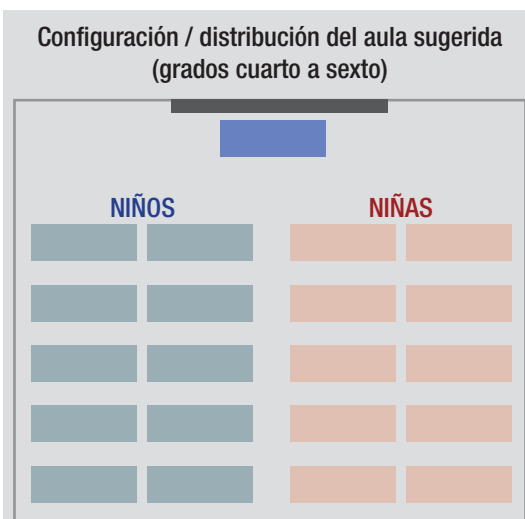 Configuración / distribución del aula sugerida
(grados cuarto a sexto)
NIÑOS
NIÑAS